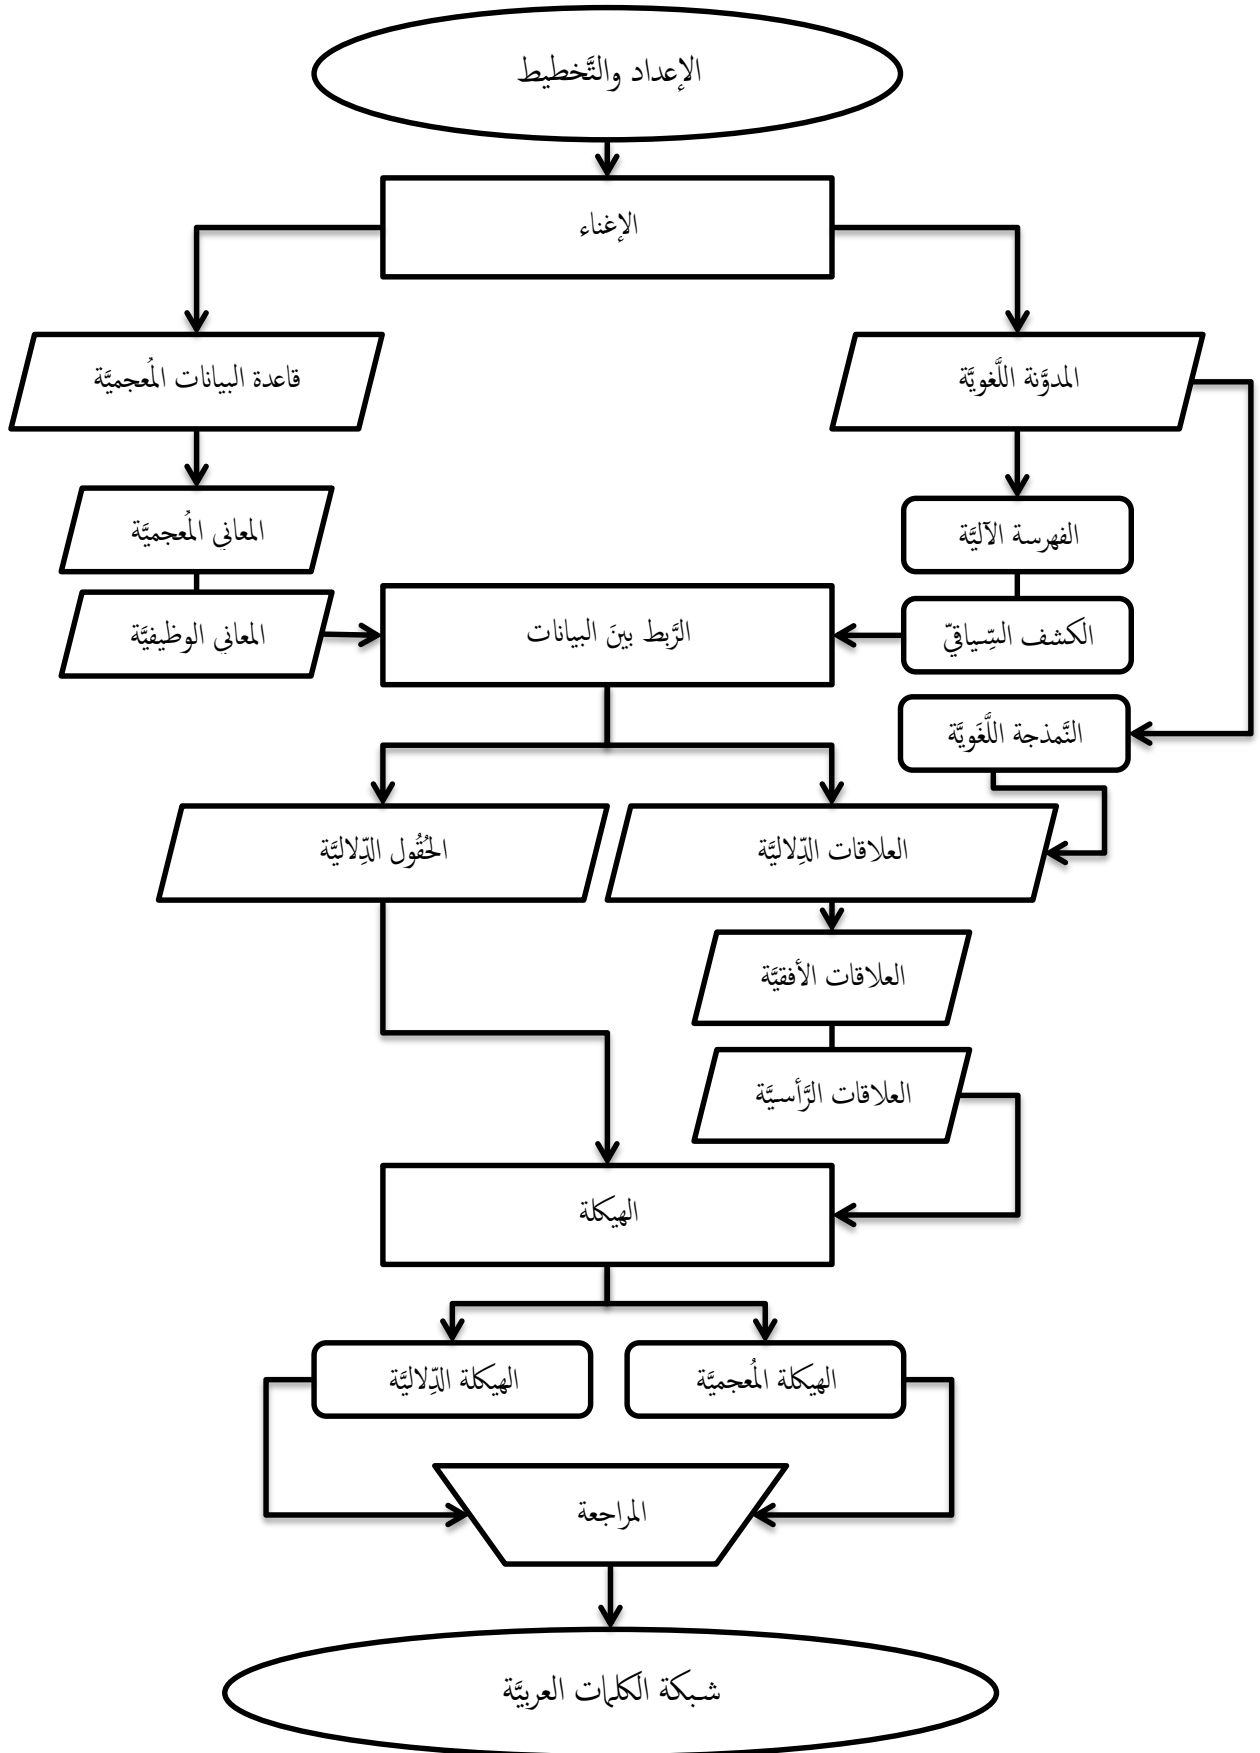 الإعداد والتَّخطيط
الإغناء
المدوَّنة اللُّغويَّة
قاعدة البيانات المُعجميَّة
الفهرسة الآليَّة
المعاني المُعجميَّة
الكشف السِّياقيّ
الرَّبط بينَ البيانات
المعاني الوظيفيَّة
النَّمذجة اللُّغَويَّة
العلاقات الدِّلاليَّة
الحُقُول الدِّلاليَّة
العلاقات الأفقيَّة
العلاقات الرَّأسيَّة
الهيكلة
الهيكلة المُعجميَّة
الهيكلة الدِّلاليَّة
المراجعة
شبكة الكلمات العربيَّة